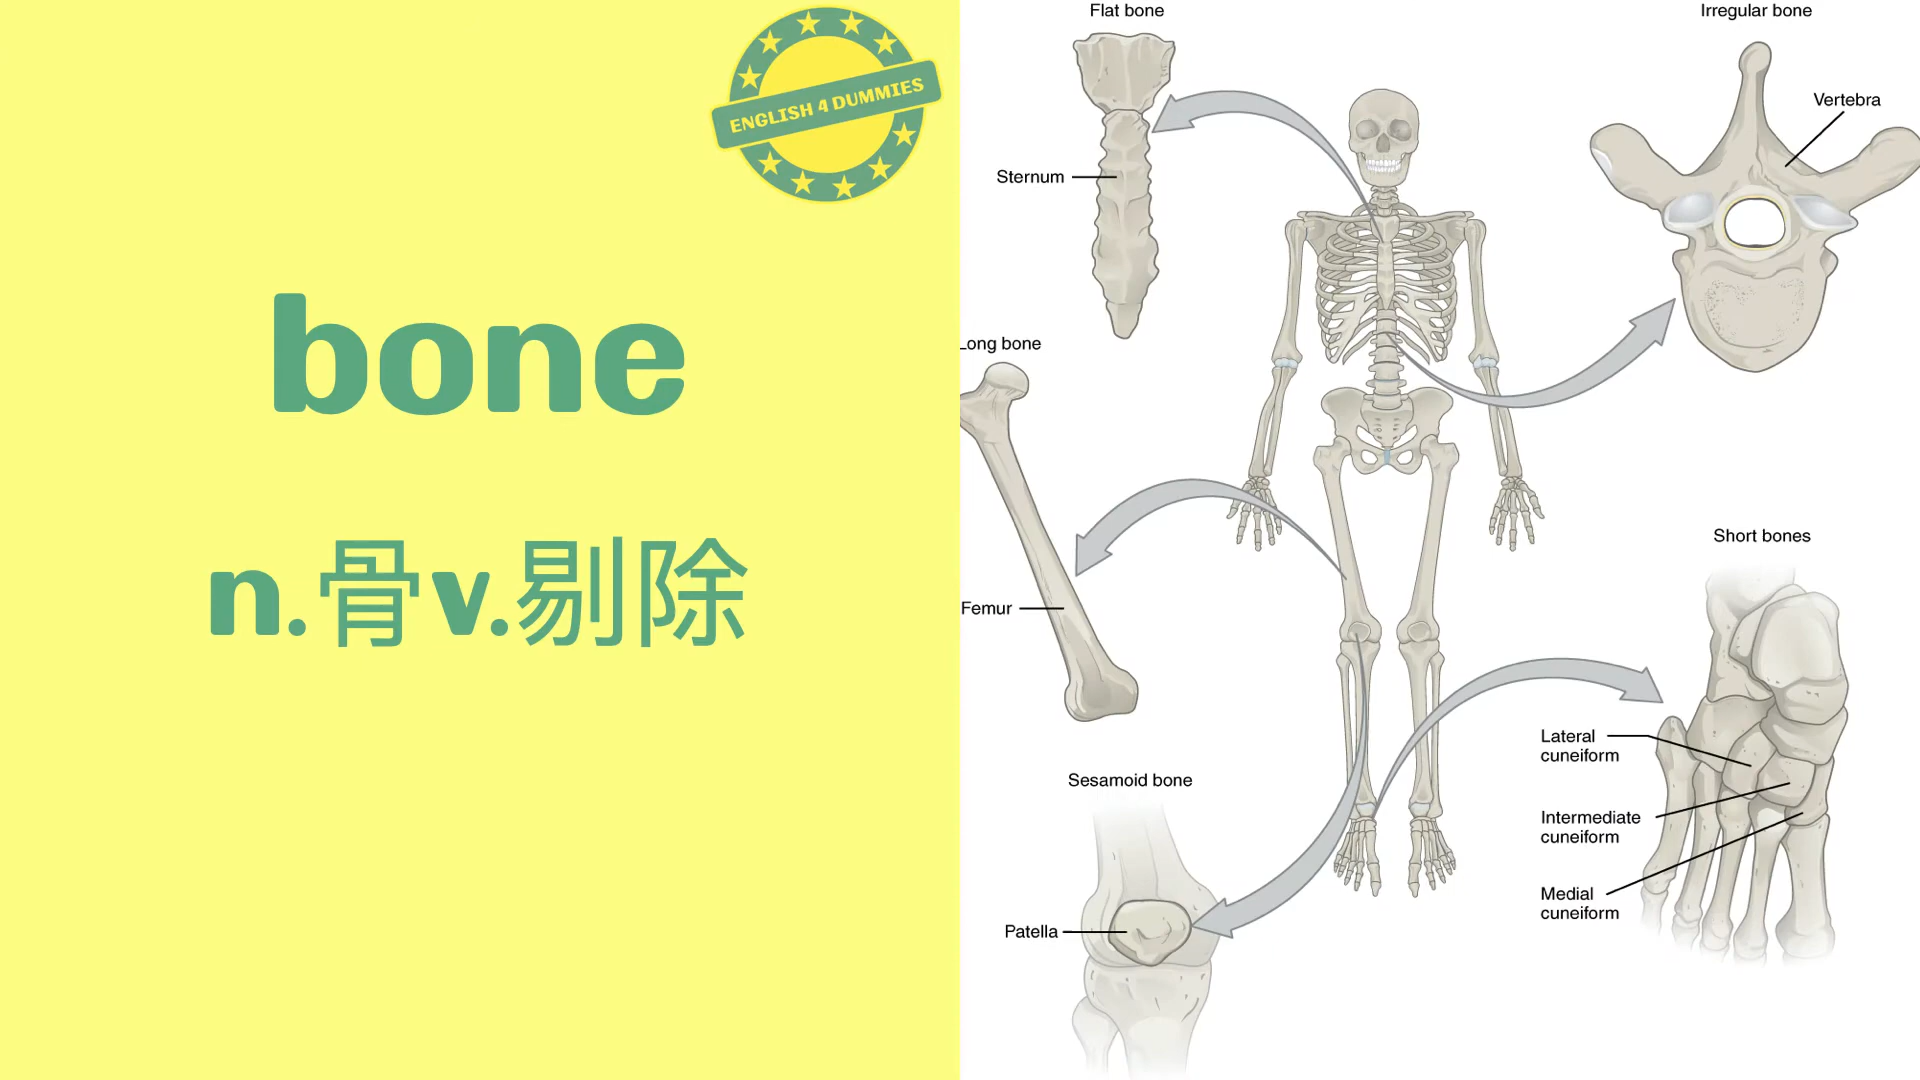 ENGLISH 4 DUMMIES
bone
n.骨v.剔除
Flat bone
Sternum
Irregular bone
Vertebra
Long bone
Femur
Short bones
Lateral
cuneiform
Intermediate
cuneiform
Medial
cuneiform
Sesamoid bone
Patella